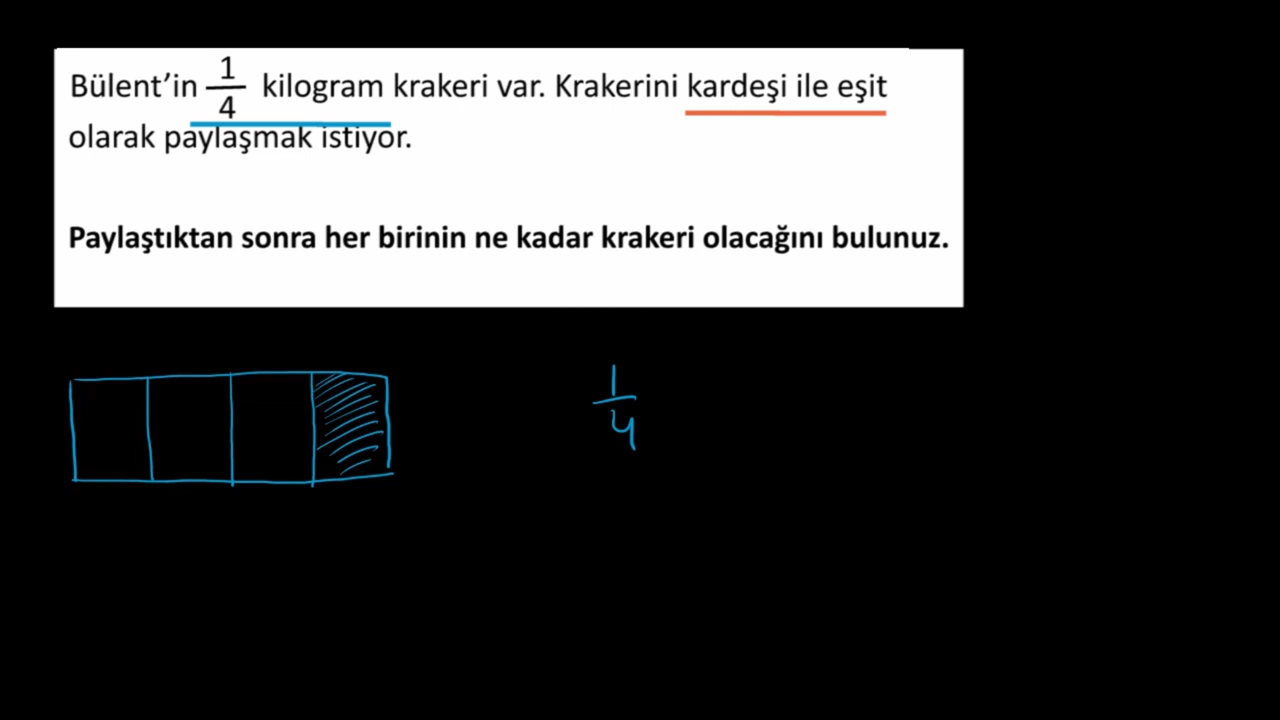 Bülent’in 1/4 kilogram krakeri var. Krakerini kardeşi ile eşit
olarak paylaşmak istiyor.
Paylaştıktan sonra her birinin ne kadar krakeri olacağını bulunuz.
1/4